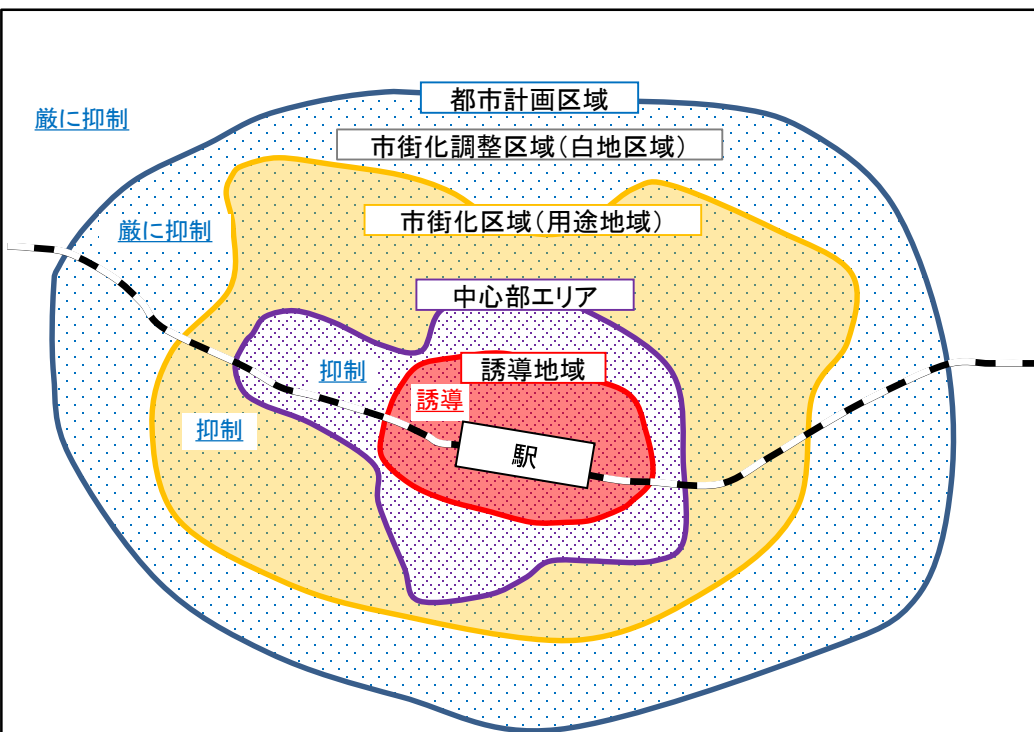 都市計画区域
厳に抑制
市街化調整区域(白地区域)
市街化区域(用途地域)
厳に抑制
中心部エリア
誘導地域
抑制
誘導
抑制
駅